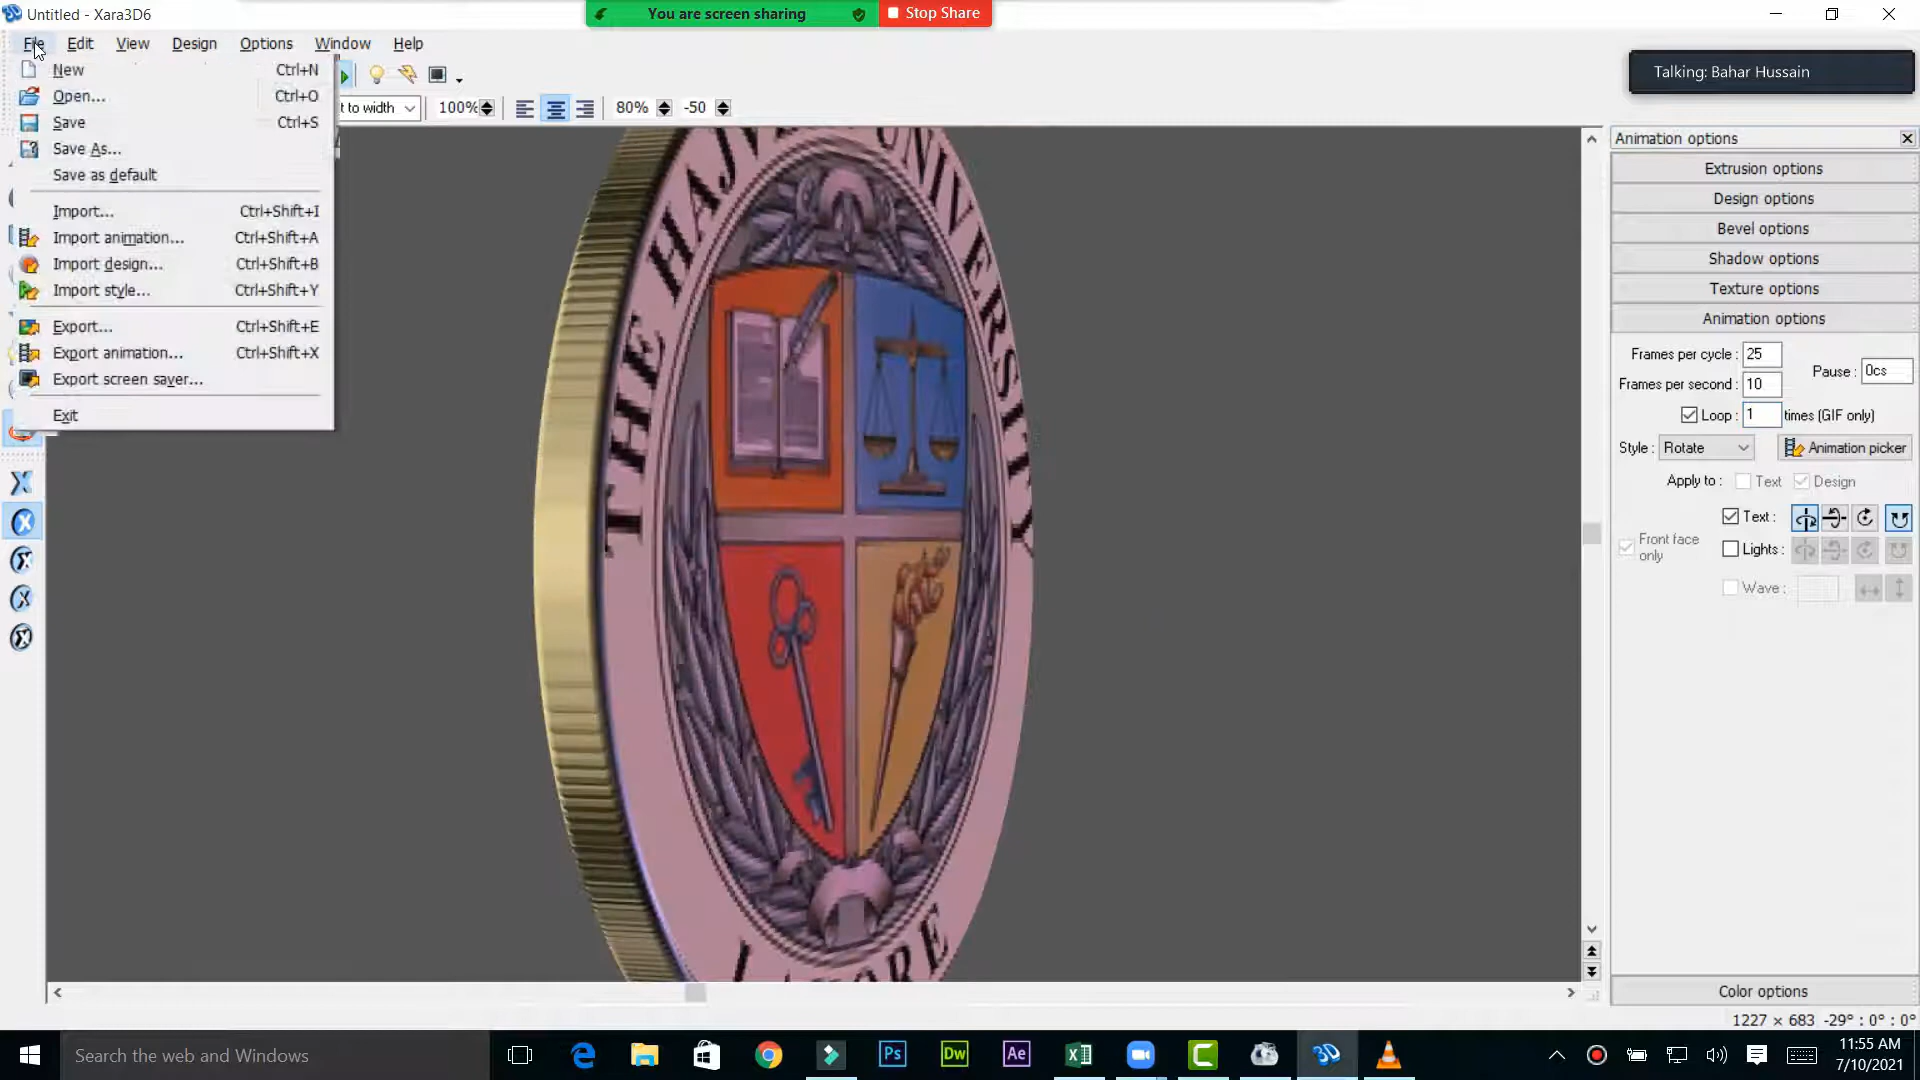 Untitled - Xara3D6
You are screen sharing
Stop Share
File Edit View Design Options Window Help
Talking: Bahar Hussain
New Ctrl+N
Open... Ctrl+O
Save Ctrl+S
Save As...
Save as default
Import... Ctrl+Shift+I
Import animation... Ctrl+Shift+A
Import design... Ctrl+Shift+B
Import style... Ctrl+Shift+Y
Export... Ctrl+Shift+E
Export animation... Ctrl+Shift+X
Export screen saver...
Exit
t to width 100% 80% -50
THE HAJV UNIVERSITY
LAHORE
Animation options
Extrusion options
Design options
Bevel options
Shadow options
Texture options
Animation options
Frames per cycle : 25
Frames per second : 10
Pause : 0cs
Loop : 1 times (GIF only)
Style : Rotate Animation picker
Apply to : Text Design
Text :
Front face only
Lights :
Wave :
Color options
1227 × 683 -29° : 0° : 0°
Search the web and Windows
Ps
Dw
Ae
3D
11:55 AM
7/10/2021